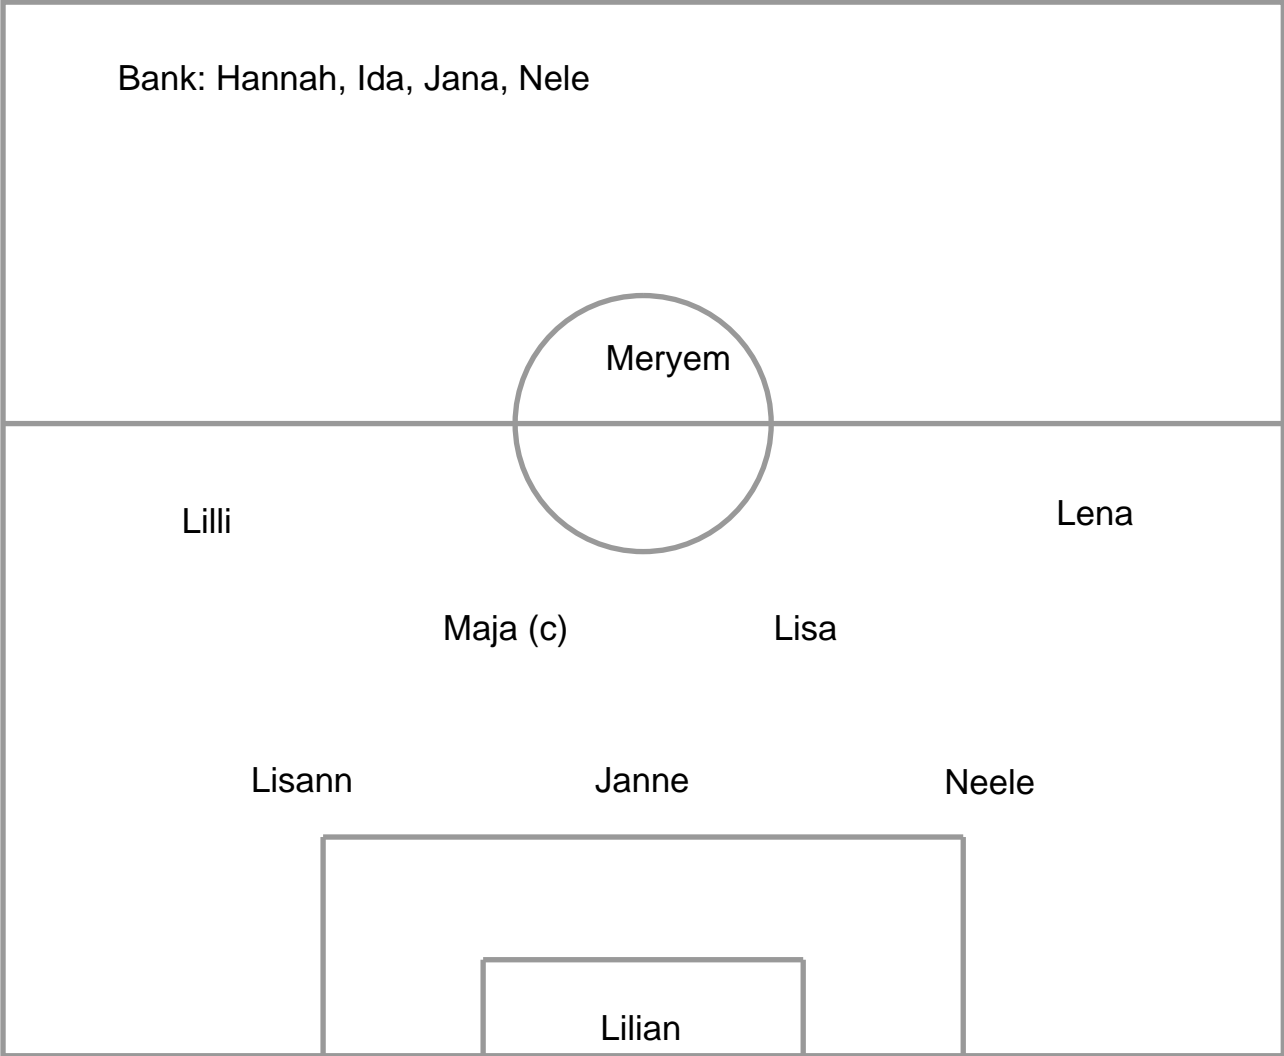 Bank: Hannah, Ida, Jana, Nele
Meryem
Lilli
Lena
Maja (c)
Lisa
Lisann
Janne
Neele
Lilian